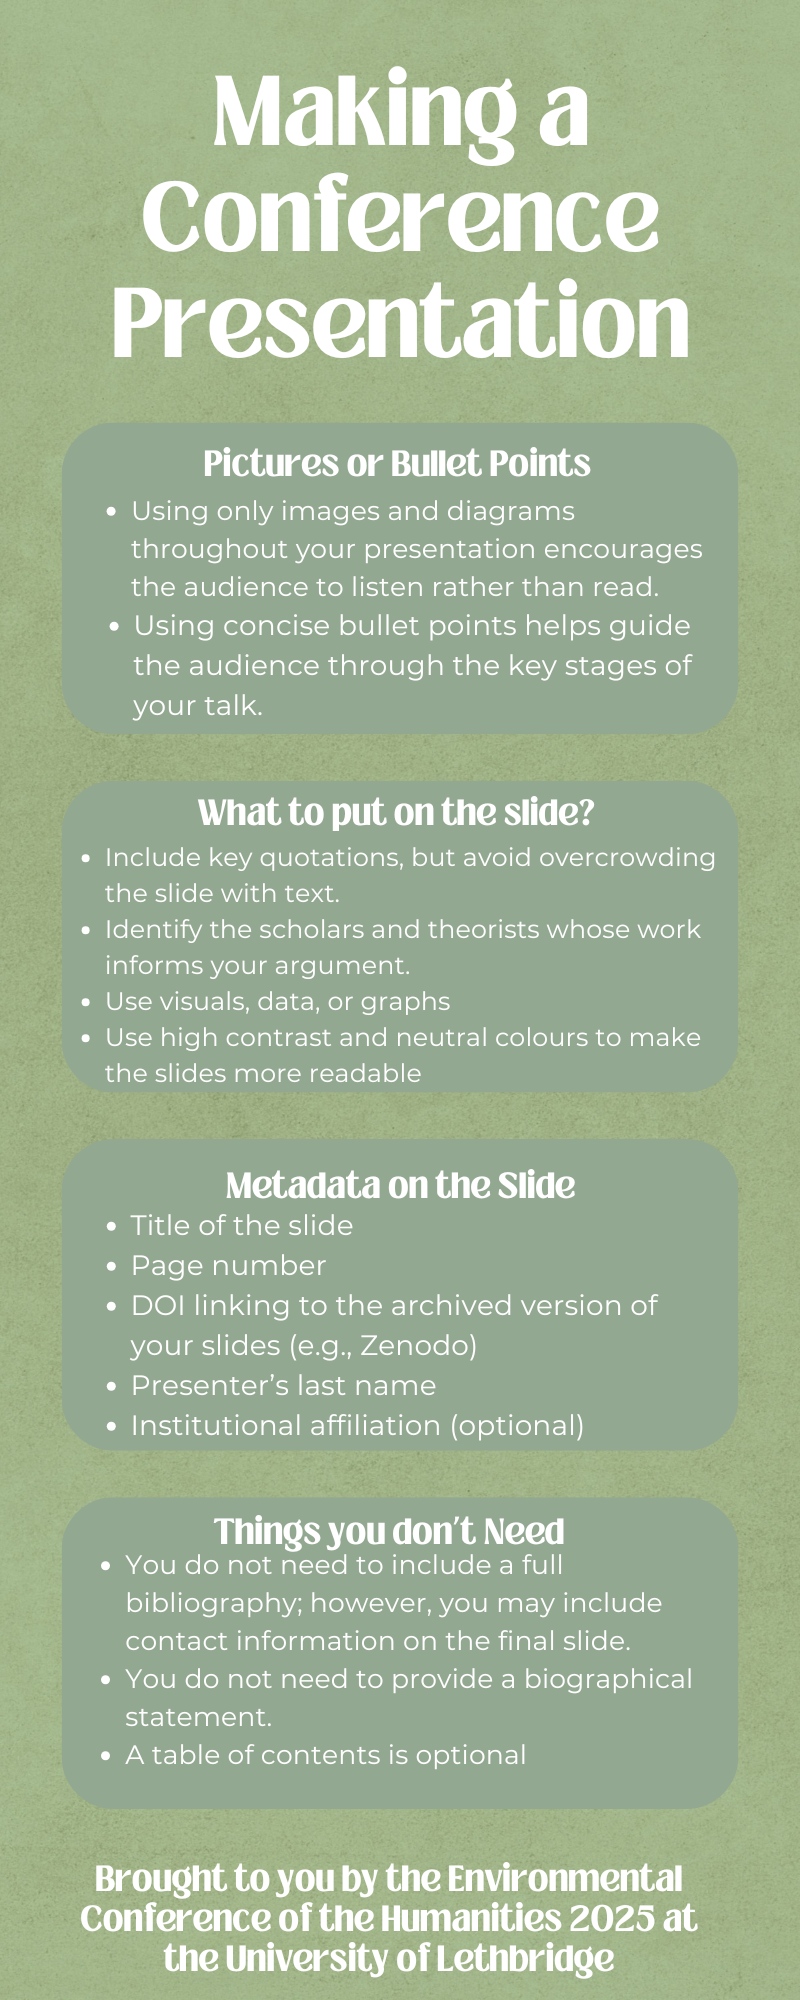 Making a
Conference
Presentation
Pictures or Bullet Points
• Using only images and diagrams
throughout your presentation encourages
the audience to listen rather than read.
• Using concise bullet points helps guide
the audience through the key stages of
your talk.
What to put on the slide?
• Include key quotations, but avoid overcrowding
the slide with text.
• Identify the scholars and theorists whose work
informs your argument.
• Use visuals, data, or graphs
• Use high contrast and neutral colours to make
the slides more readable
Metadata on the Slide
• Title of the slide
• Page number
• DOI linking to the archived version of
your slides (e.g., Zenodo)
• Presenter’s last name
• Institutional affiliation (optional)
Things you don't Need
• You do not need to include a full
bibliography; however, you may include
contact information on the final slide.
• You do not need to provide a biographical
statement.
• A table of contents is optional
Brought to you by the Environmental
Conference of the Humanities 2025 at
the University of Lethbridge